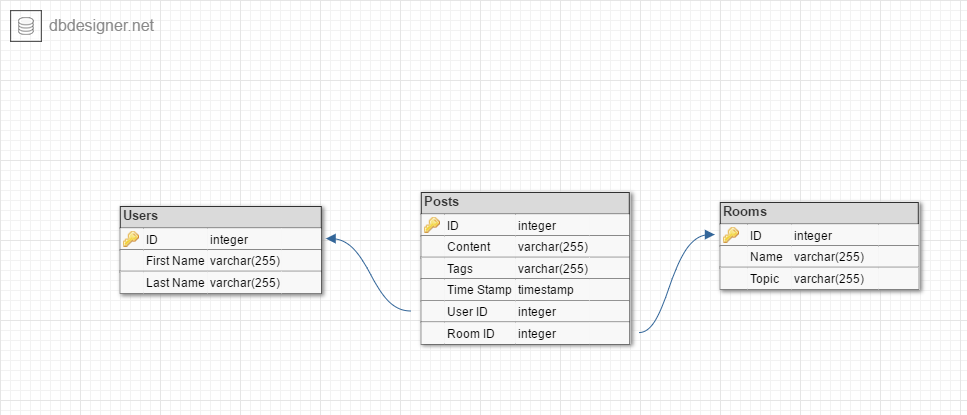 dbdesigner.net
Users
ID integer
First Name varchar(255)
Last Name varchar(255)
Posts
ID integer
Content varchar(255)
Tags varchar(255)
Time Stamp timestamp
User ID integer
Room ID integer
Rooms
ID integer
Name varchar(255)
Topic varchar(255)